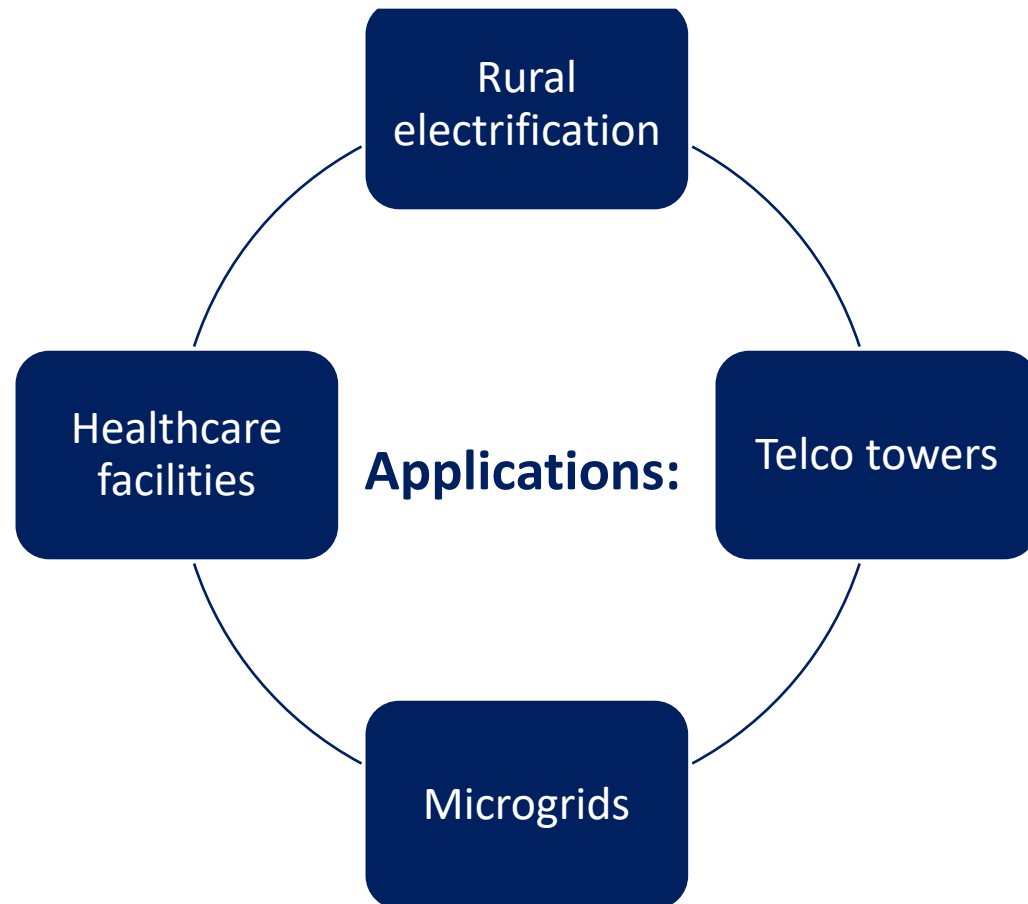 Rural
electrification
Healthcare
facilities
Applications:
Telco towers
Microgrids